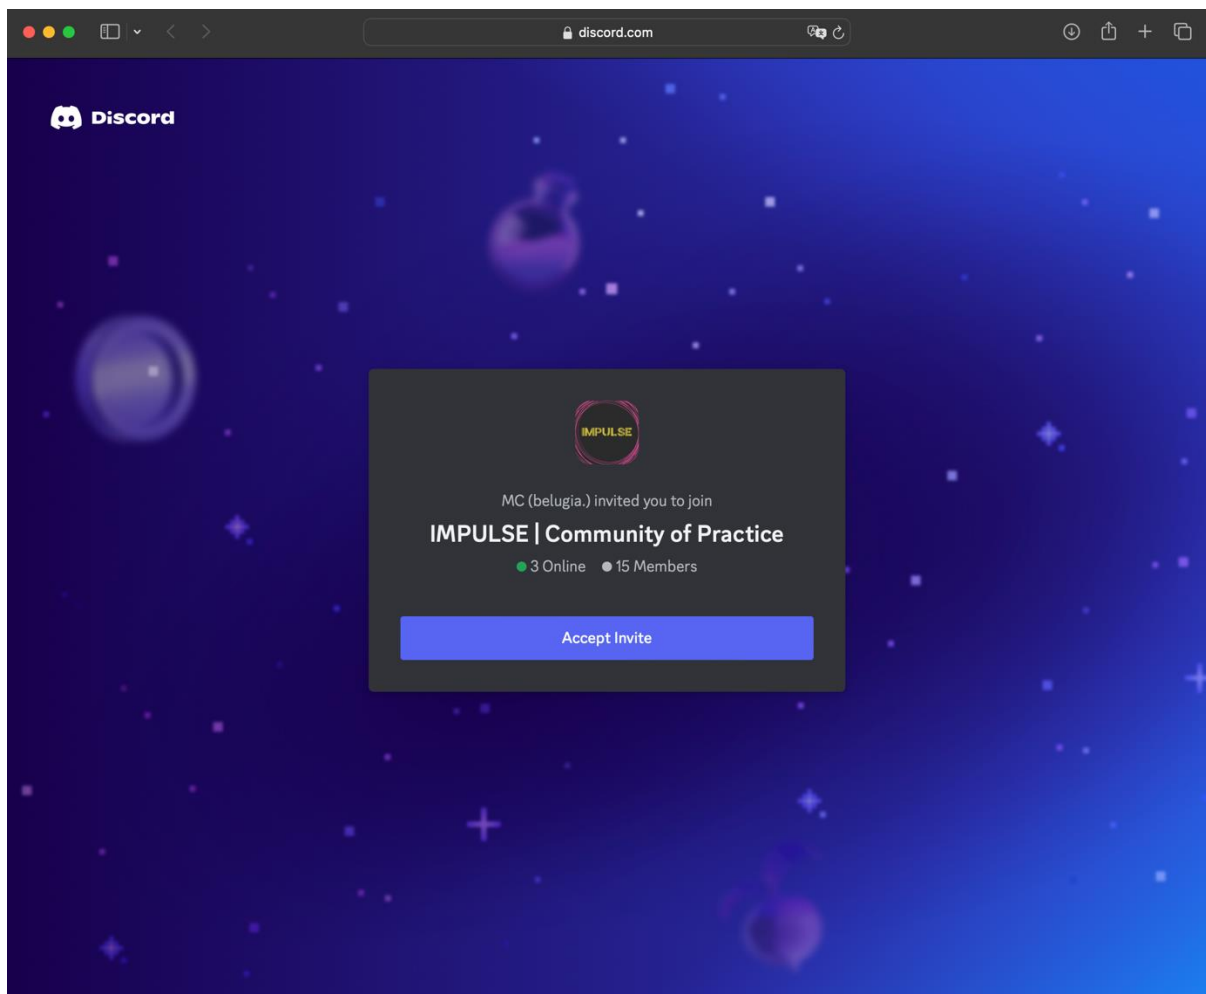 discord.com
Discord
IMPULSE
MC (belugia.) invited you to join
IMPULSE | Community of Practice
3 Online 15 Members
Accept Invite